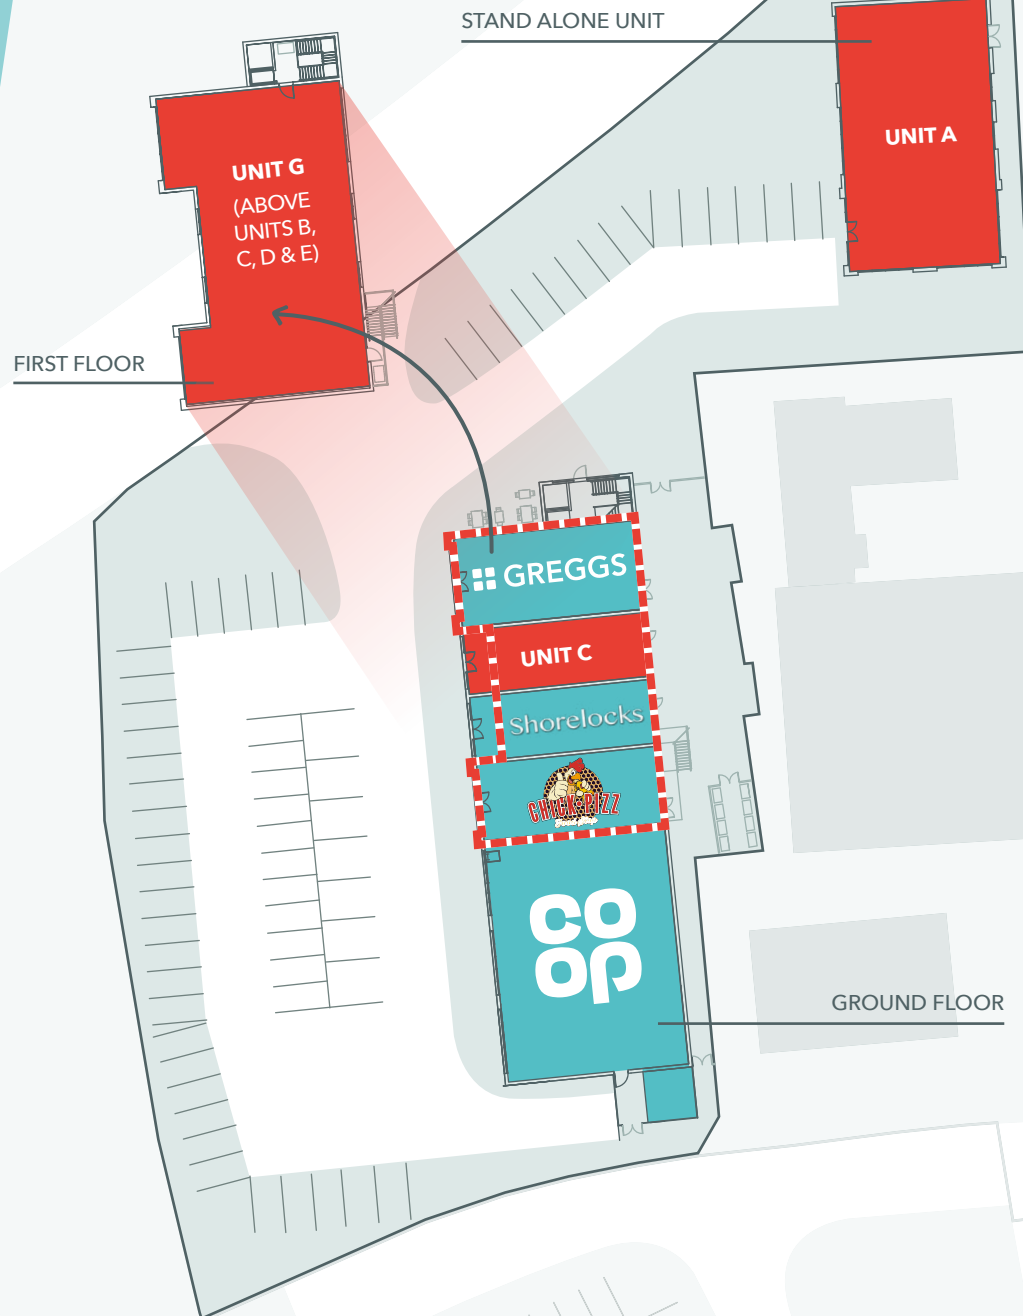 STAND ALONE UNIT
UNIT A
UNIT G
(ABOVE
UNITS B,
C, D & E)
FIRST FLOOR
GREGGS
UNIT C
Shorelocks
CHICK PIZZ
CO
OP
GROUND FLOOR